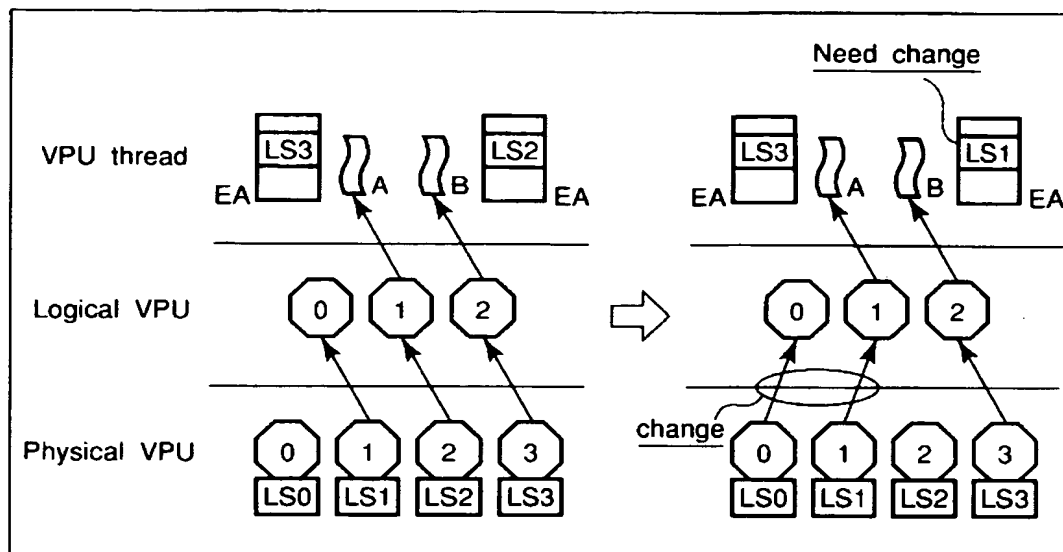 Need change
VPU thread LS3 A B LS2 LS3 A B LS1
EA EA EA EA
Logical VPU 0 1 2 0 1 2
change
Physical VPU 0 1 2 3 0 1 2 3
LS0 LS1 LS2 LS3 LS0 LS1 LS2 LS3